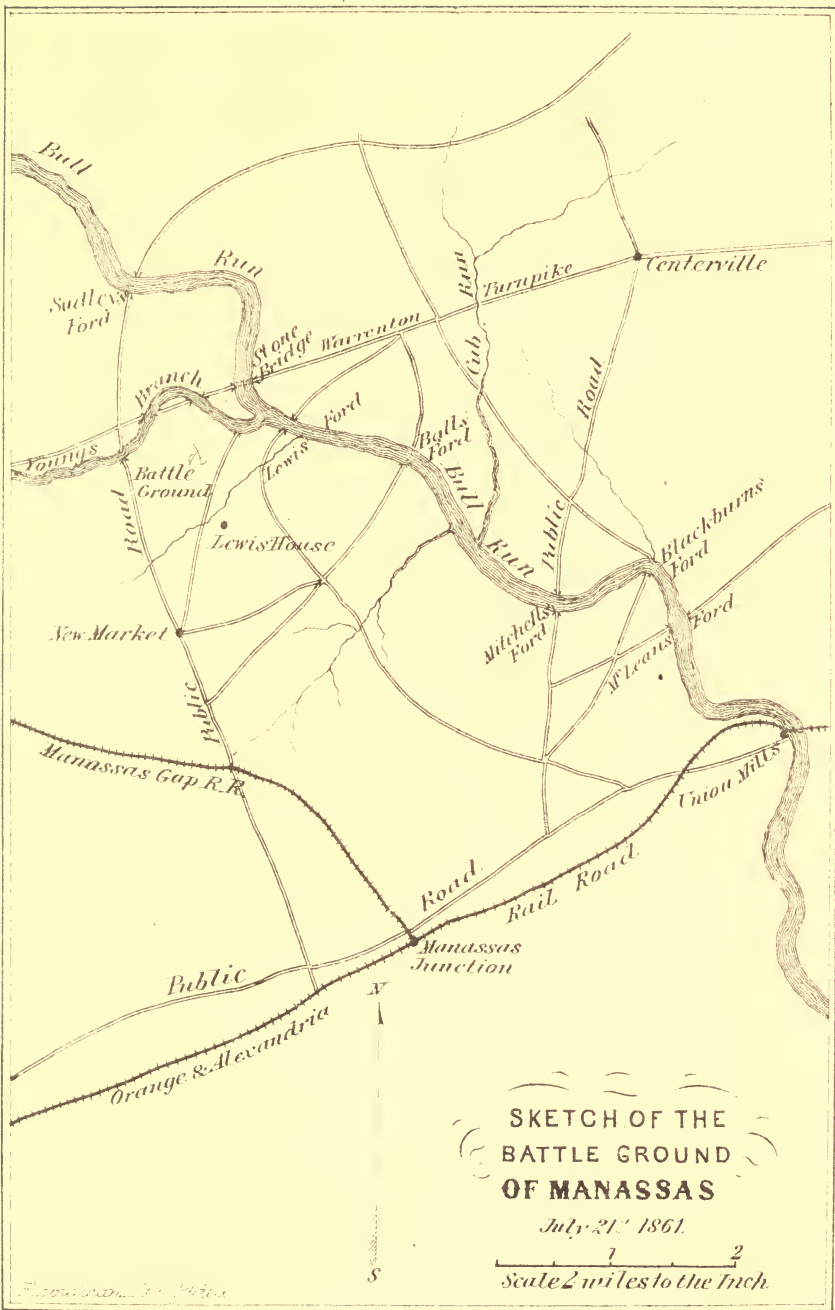 Bull
Run
Sudleys
Ford
Cub Run
Centerville
Warrenton Turnpike
Stone
Bridge
Youngs Branch
Battle
Ground
Lewis Ford
Balls
Ford
Bull Run
Public Road
Blackburns
Ford
Lewis House
New Market
Road
Public
Mitchells
Ford
McLeans Ford
Manassas Gap R.R.
Union Mills
Public Road
Manassas
Junction
Orange & Alexandria Rail Road
N
S
SKETCH OF THE
BATTLE GROUND
OF MANASSAS
July 21st 1861.
1 2
Scale 2 miles to the Inch